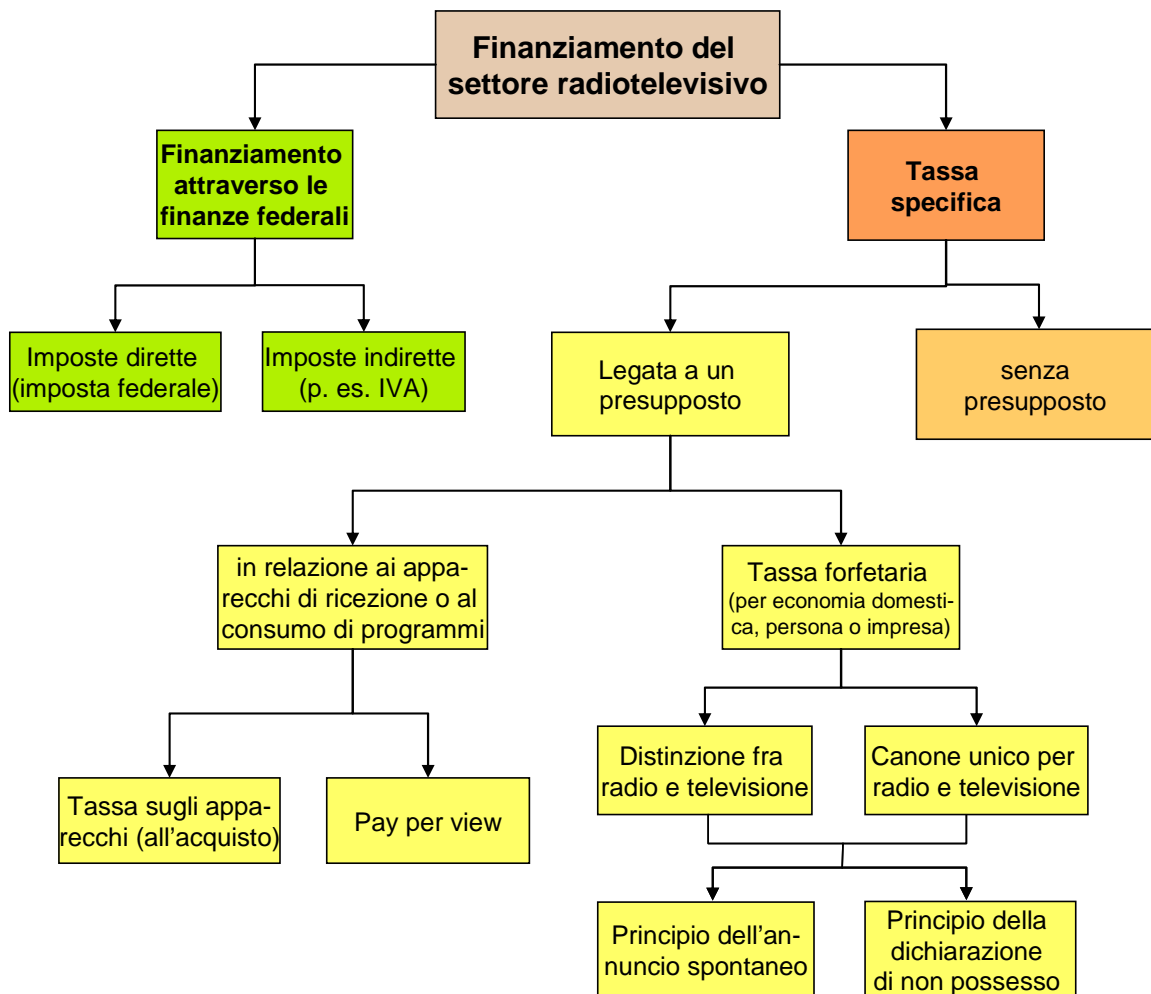 Finanziamento del
settore radiotelevisivo
Finanziamento
attraverso le
finanze federali
Tassa
specifica
Imposte dirette
(imposta federale)
Imposte indirette
(p. es. IVA)
Legata a un
presupposto
senza
presupposto
in relazione ai appa-
recchi di ricezione o al
consumo di programmi
Tassa forfetaria
(per economia domesti-
ca, persona o impresa)
Tassa sugli appa-
recchi (all'acquisto)
Pay per view
Distinzione fra
radio e televisione
Canone unico per
radio e televisione
Principio dell'an-
nuncio spontaneo
Principio della
dichiarazione
di non possesso